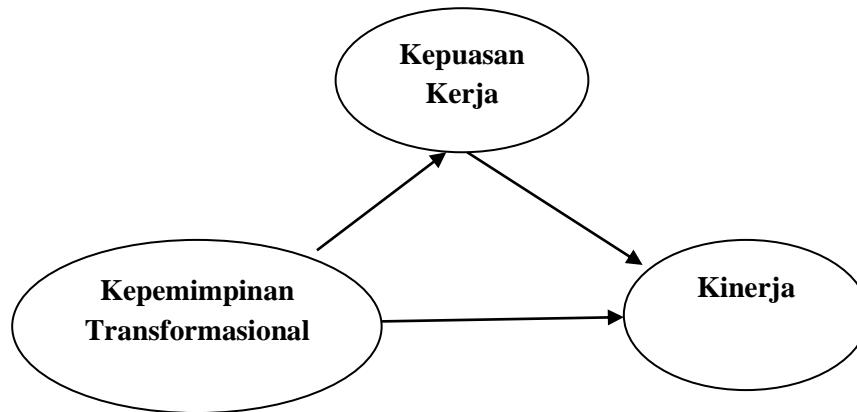 Kepuasan
Kerja
Kepemimpinan
Transformasional
Kinerja